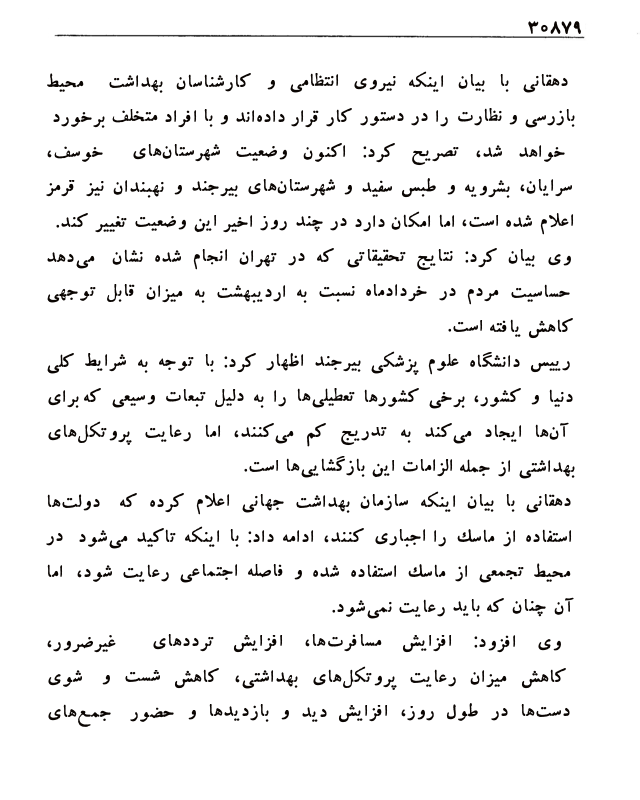 ۳۰۸۷۹
دهقانی با بیان اینکه نیروی انتظامی و کارشناسان بهداشت محیط
بازرسی و نظارت را در دستور کار قرار داده‌اند و با افراد متخلف برخورد
خواهد شد، تصریح کرد: اکنون وضعیت شهرستان‌های خوسف،
سرایان، بشرویه و طبس سفید و شهرستان‌های بیرجند و نهبندان نیز قرمز
اعلام شده است، اما امکان دارد در چند روز اخیر این وضعیت تغییر کند.
وی بیان کرد: نتایج تحقیقاتی که در تهران انجام شده نشان می‌دهد
حساسیت مردم در خردادماه نسبت به اردیبهشت به میزان قابل توجهی
کاهش یافته است.
رییس دانشگاه علوم پزشکی بیرجند اظهار کرد: با توجه به شرایط کلی
دنیا و کشور، برخی کشورها تعطیلی‌ها را به دلیل تبعات وسیعی که برای
آن‌ها ایجاد می‌کند به تدریج کم می‌کنند، اما رعایت پروتکل‌های
بهداشتی از جمله الزامات این بازگشایی‌ها است.
دهقانی با بیان اینکه سازمان بهداشت جهانی اعلام کرده که دولت‌ها
استفاده از ماسك را اجباری کنند، ادامه داد: با اینکه تاکید می‌شود در
محیط تجمعی از ماسك استفاده شده و فاصله اجتماعی رعایت شود، اما
آن چنان که باید رعایت نمی‌شود.
وی افزود: افزایش مسافرت‌ها، افزایش ترددهای غیرضرور،
کاهش میزان رعایت پروتکل‌های بهداشتی، کاهش شست و شوی
دست‌ها در طول روز، افزایش دید و بازدیدها و حضور جمع‌های